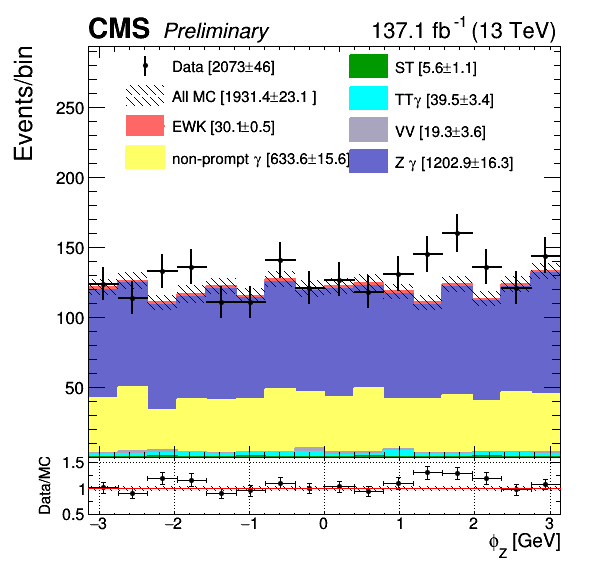 CMS Preliminary 137.1 fb⁻¹ (13 TeV)
Events/bin
Data [2073±46]
All MC [1931.4±23.1 ]
EWK [30.1±0.5]
non-prompt γ [633.6±15.6]
ST [5.6±1.1]
TTγ [39.5±3.4]
VV [19.3±3.6]
Z γ [1202.9±16.3]
250
200
150
100
50
Data/MC
1.5
1
0.5
−3 −2 −1 0 1 2 3
ϕ_z [GeV]